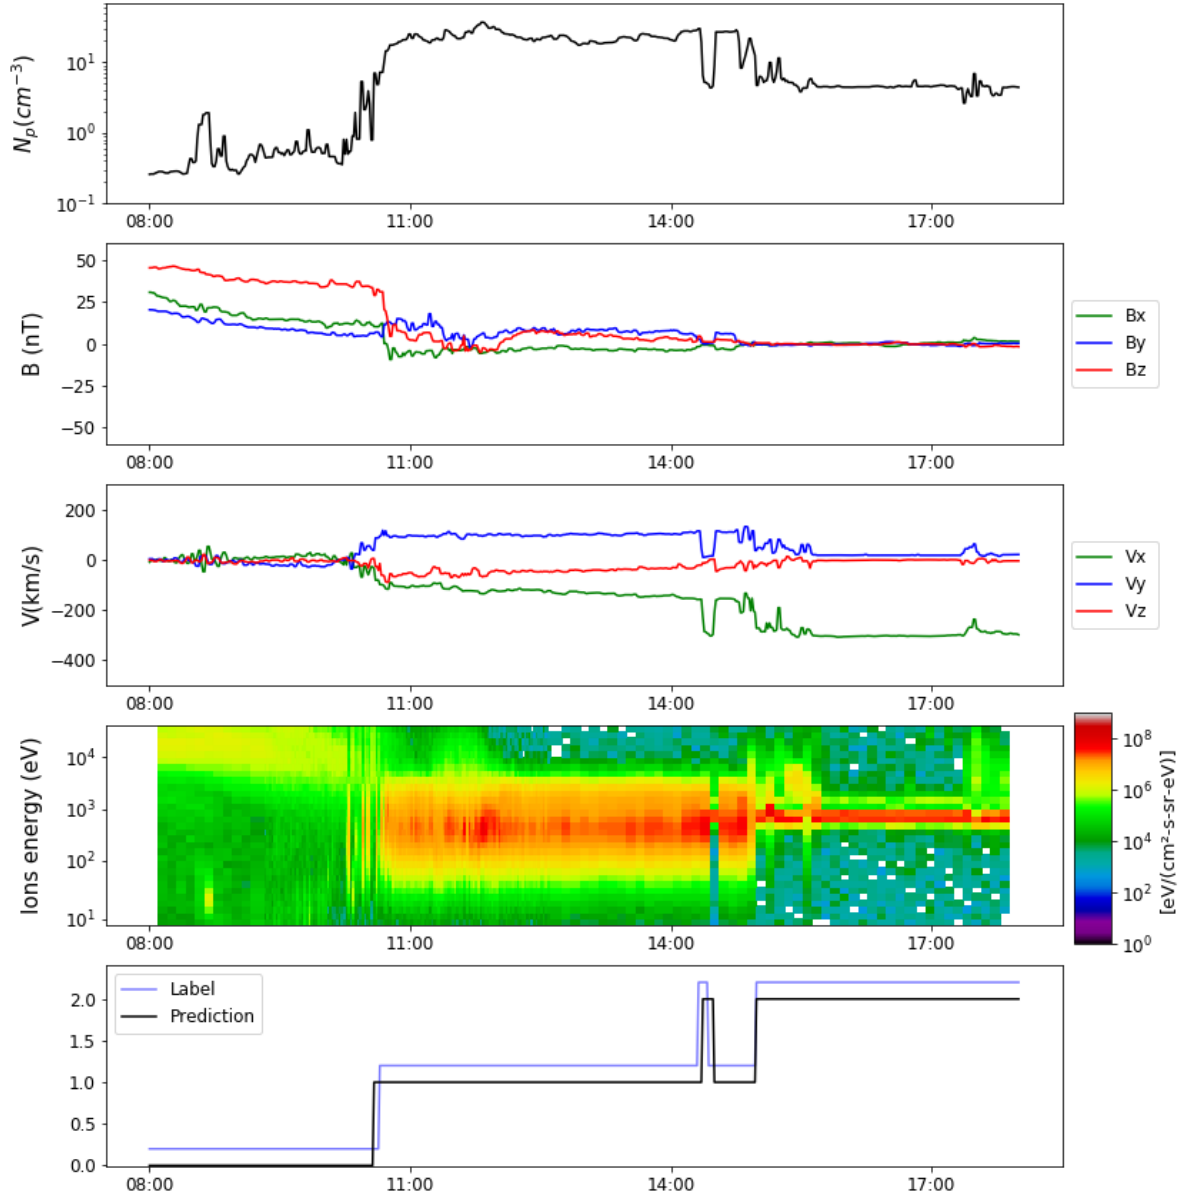 N_p(cm^{-3})
10^1
10^0
10^{-1}
08:00 11:00 14:00 17:00
B (nT)
50
25
0
−25
−50
Bx
By
Bz
08:00 11:00 14:00 17:00
V(km/s)
200
0
−200
−400
Vx
Vy
Vz
08:00 11:00 14:00 17:00
Ions energy (eV)
10^4
10^3
10^2
10^1
10^8
10^6
10^4
10^2
10^0
[eV/(cm²-s-sr-eV)]
08:00 11:00 14:00 17:00
Label
Prediction
2.0
1.5
1.0
0.5
0.0
08:00 11:00 14:00 17:00